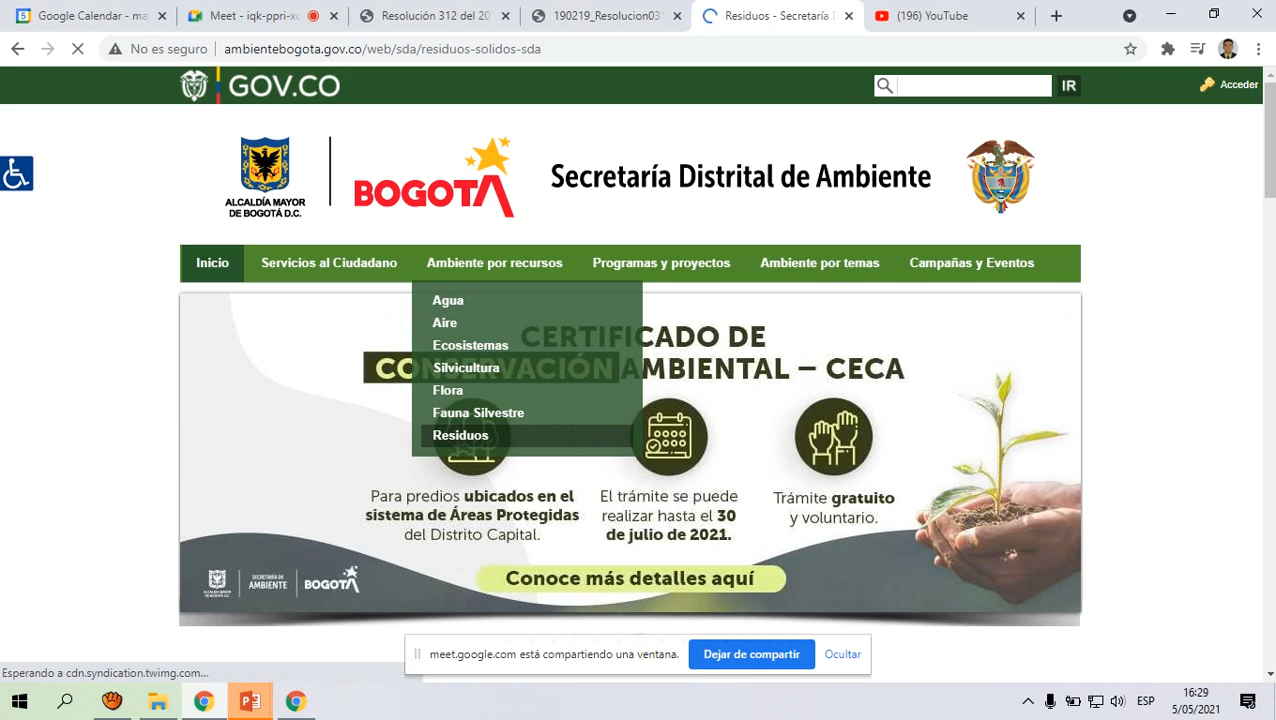 Google Calendar - ma
Meet - iqk-ppri-xc
Resolución 316 del 20
190219_Resolucion031
Residuos - Secretaría D
(196) YouTube
No es seguro
ambientebogota.gov.co/web/sda/residuos-solidos-sda
GOV.CO
IR
Acceder
ALCALDÍA MAYOR
DE BOGOTÁ D.C.
BOGOTÁ
Secretaría Distrital de Ambiente
Inicio
Servicios al Ciudadano
Ambiente por recursos
Programas y proyectos
Ambiente por temas
Campañas y Eventos
Agua
Aire
Ecosistemas
Silvicultura
Flora
Fauna Silvestre
Residuos
CERTIFICADO DE
CONSERVACIÓN AMBIENTAL – CECA
Para predios ubicados en el
sistema de Áreas Protegidas
del Distrito Capital.
El trámite se puede
realizar hasta el 30
de julio de 2021.
Trámite gratuito
y voluntario.
Conoce más detalles aquí
SECRETARÍA DE
AMBIENTE
BOGOTÁ
meet.google.com está compartiendo una ventana.
Dejar de compartir
Ocultar
Esperando a cdn.syndication.twimg.com...
ESP
16:29
5/05/2021